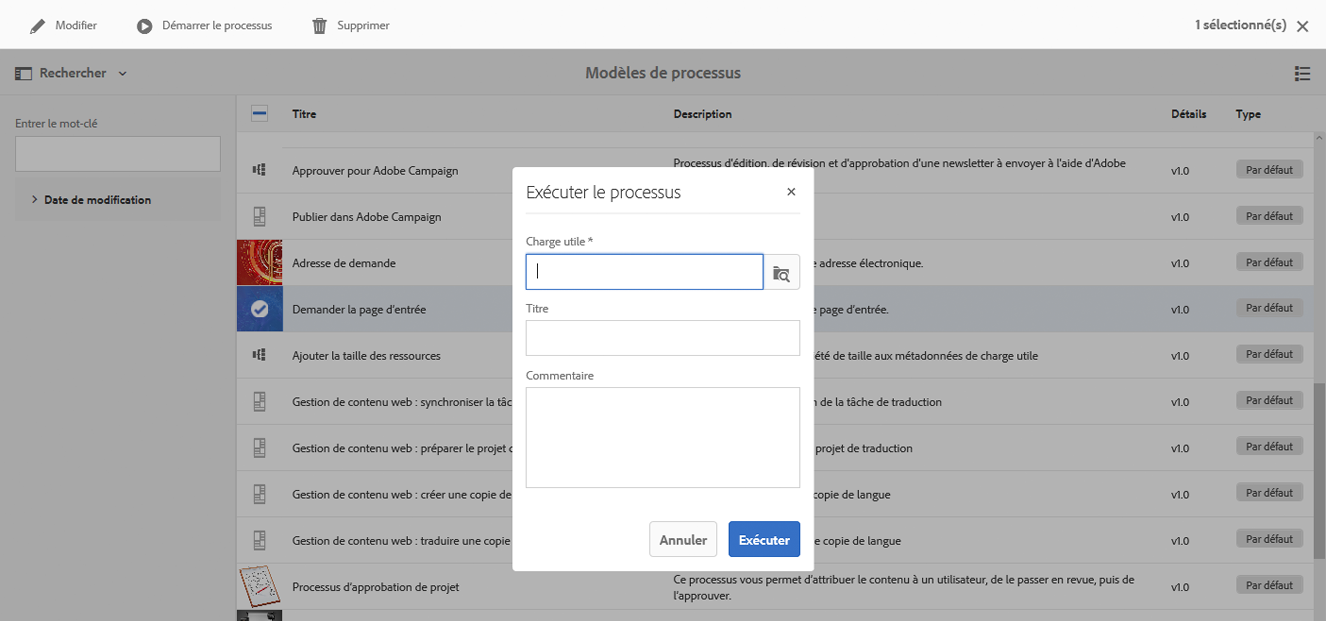 Modifier
Démarrer le processus
Supprimer
1 sélectionné(s)
Rechercher
Modèles de processus
Entrer le mot-clé
Date de modification
Titre
Description
Détails
Type
Approuver pour Adobe Campaign
Processus d'édition, de révision et d'approbation d'une newsletter à envoyer à l'aide d'Adobe
v1.0
Par défaut
Publier dans Adobe Campaign
v1.0
Par défaut
Adresse de demande
e adresse électronique.
v1.0
Par défaut
Demander la page d'entrée
e page d'entrée.
v1.0
Par défaut
Ajouter la taille des ressources
été de taille aux métadonnées de charge utile
v1.0
Par défaut
Gestion de contenu web : synchroniser la tâc
n de la tâche de traduction
v1.0
Par défaut
Gestion de contenu web : préparer le projet
projet de traduction
v1.0
Par défaut
Gestion de contenu web : créer une copie de
copie de langue
v1.0
Par défaut
Gestion de contenu web : traduire une copie
e copie de langue
v1.0
Par défaut
Processus d'approbation de projet
Ce processus vous permet d'attribuer le contenu à un utilisateur, de le passer en revue, puis de
l'approuver.
v1.0
Par défaut
Exécuter le processus
Charge utile *
Titre
Commentaire
Annuler
Exécuter